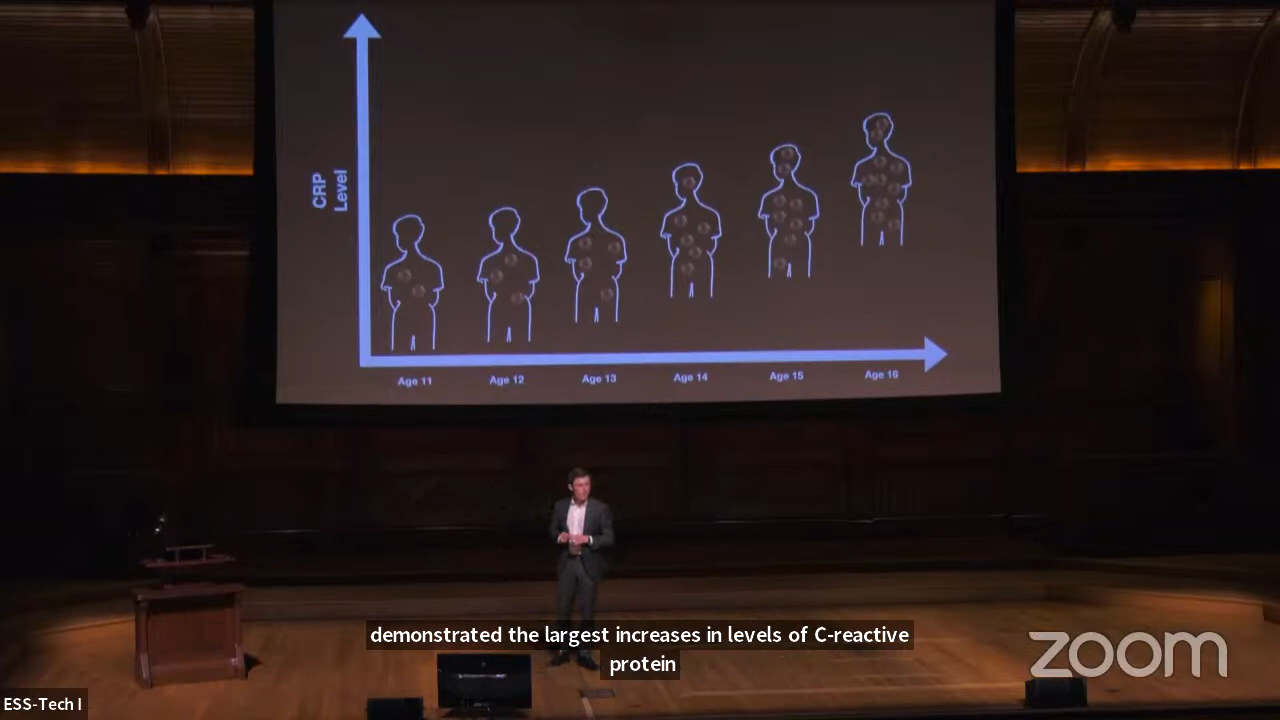 CRP
Level
Age 11
Age 12
Age 13
Age 14
Age 15
Age 16
demonstrated the largest increases in levels of C-reactive
protein
zoom
ESS-Tech I